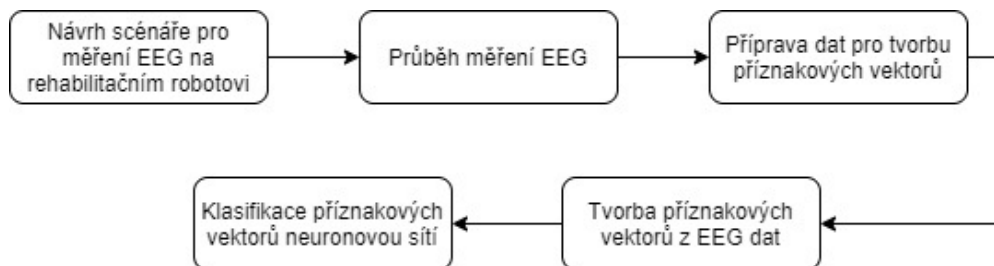 Návrh scénáře pro
měření EEG na
rehabilitačním robotovi
Průběh měření EEG
Příprava dat pro tvorbu
příznakových vektorů
Tvorba příznakových
vektorů z EEG dat
Klasifikace příznakových
vektorů neuronovou sítí